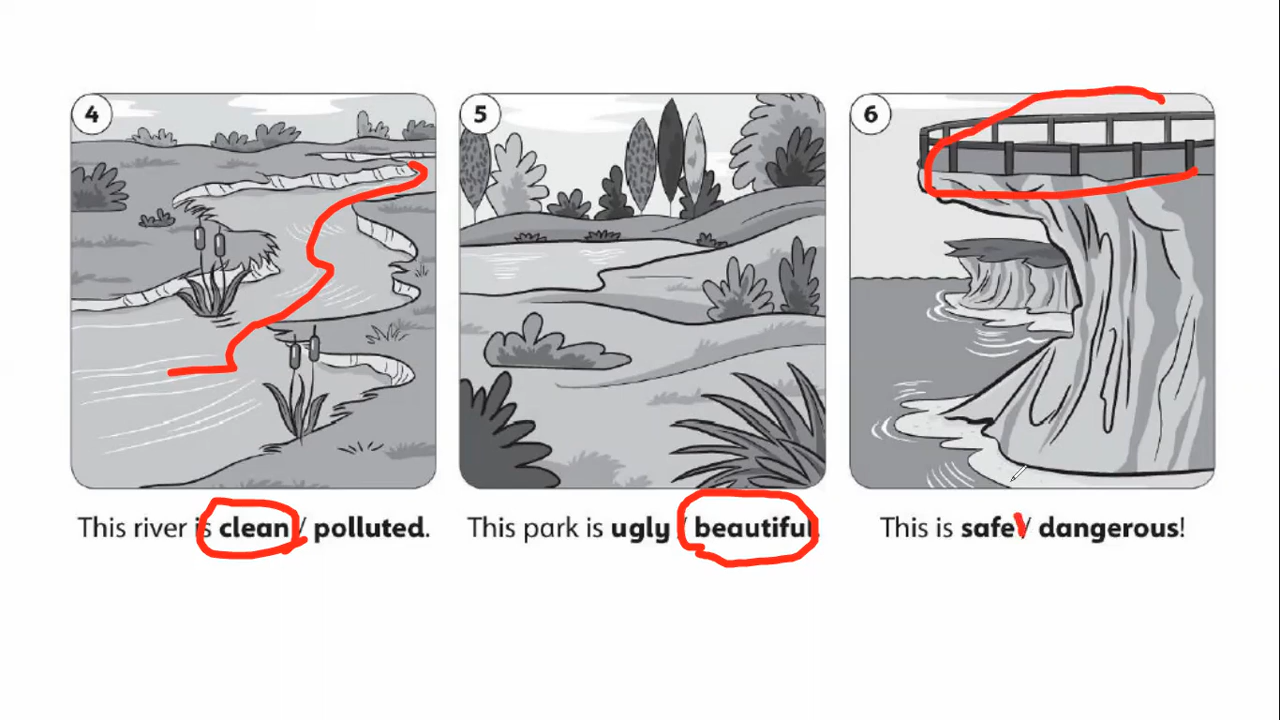 4
5
6
This river is clean / polluted.
This park is ugly / beautiful.
This is safe / dangerous!